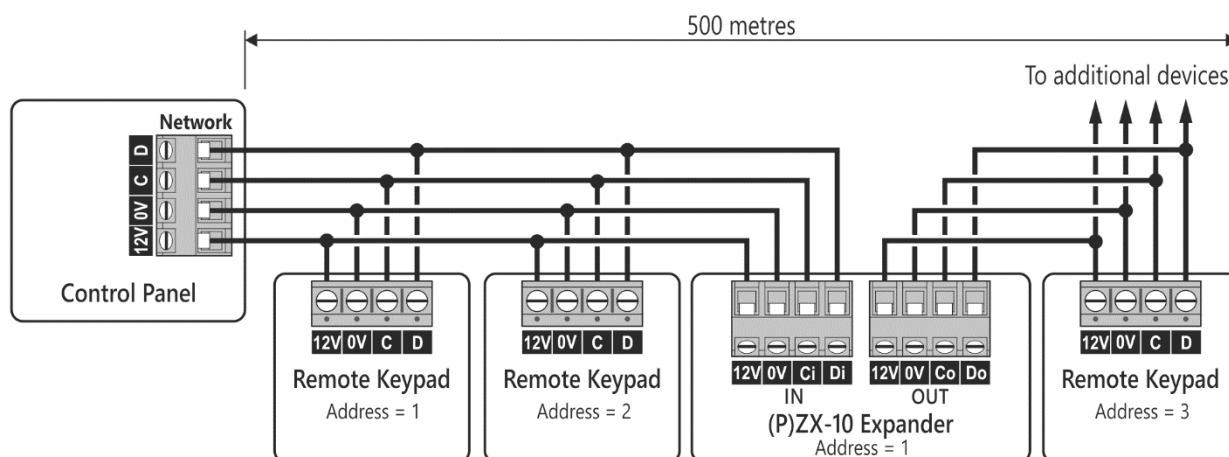 500 metres
To additional devices
Network
D
C
0V
12V
Control Panel
12V 0V C D
Remote Keypad
Address = 1
12V 0V C D
Remote Keypad
Address = 2
12V 0V Ci Di
IN
12V 0V Co Do
OUT
(P)ZX-10 Expander
Address = 1
12V 0V C D
Remote Keypad
Address = 3